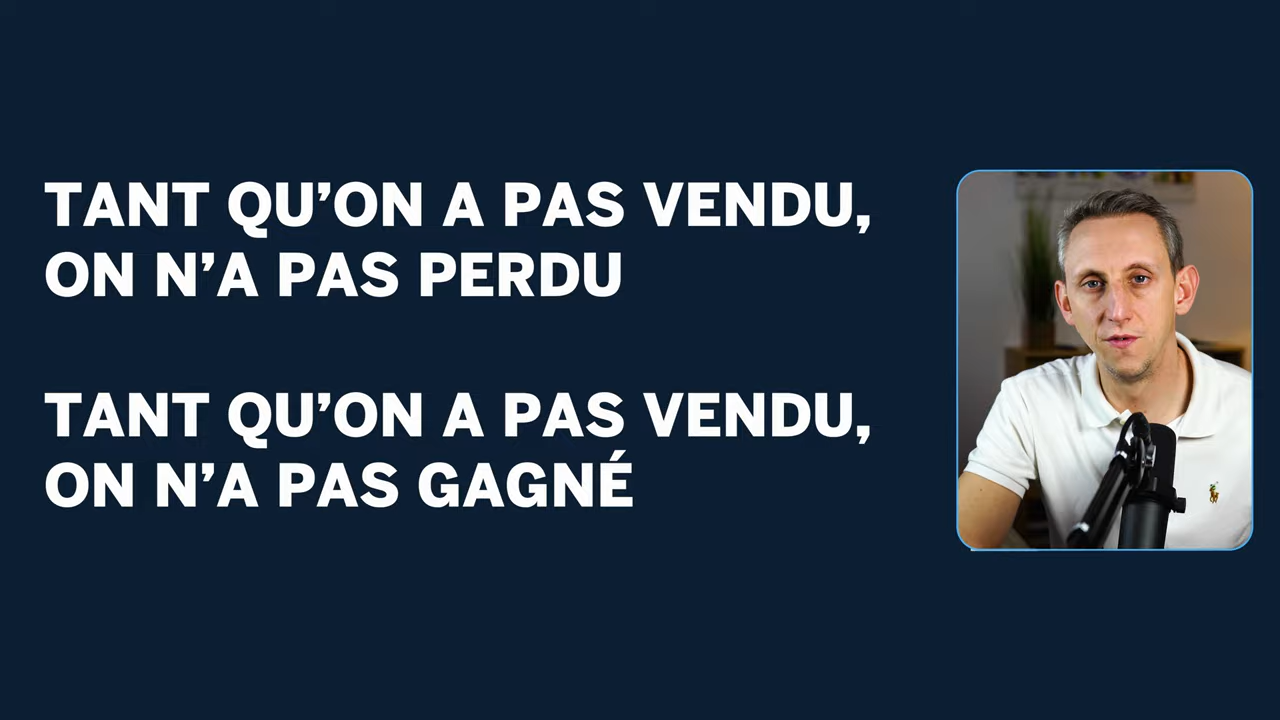 TANT QU’ON A PAS VENDU,
ON N’A PAS PERDU
TANT QU’ON A PAS VENDU,
ON N’A PAS GAGNÉ